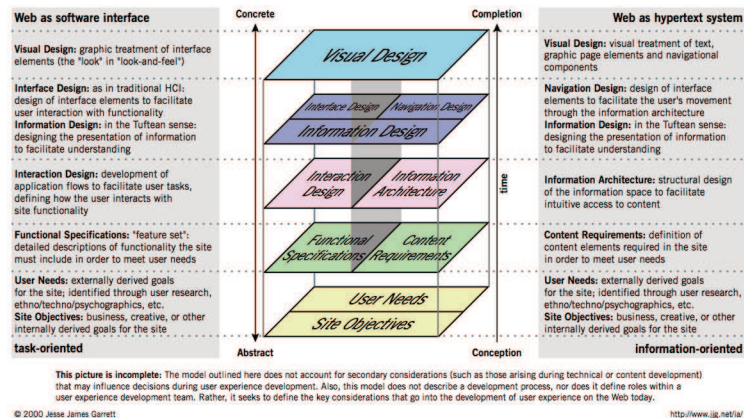 Web as software interface
Visual Design: graphic treatment of interface
elements (the "look" in "look-and-feel")
Interface Design: as in traditional HCI:
design of interface elements to facilitate
user interaction with functionality
Information Design: in the Tuftean sense:
designing the presentation of information
to facilitate understanding
Interaction Design: development of
application flows to facilitate user tasks,
defining how the user interacts with
site functionality
Functional Specifications: "feature set":
detailed descriptions of functionality the site
must include in order to meet user needs
User Needs: externally derived goals
for the site; identified through user research,
ethno/techno/psychographics, etc.
Site Objectives: business, creative, or other
internally derived goals for the site
task-oriented
Concrete
Completion
Visual Design
Interface Design
Navigation Design
Information Design
Interaction
Design
Information
Architecture
Functional
Specifications
Content
Requirements
User Needs
Site Objectives
time
Abstract
Conception
Web as hypertext system
Visual Design: visual treatment of text,
graphic page elements and navigational
components
Navigation Design: design of interface
elements to facilitate the user's movement
through the information architecture
Information Design: in the Tuftean sense:
designing the presentation of information
to facilitate understanding
Information Architecture: structural design
of the information space to facilitate
intuitive access to content
Content Requirements: definition of
content elements required in the site
in order to meet user needs
User Needs: externally derived goals
for the site; identified through user research,
ethno/techno/psychographics, etc.
Site Objectives: business, creative, or other
internally derived goals for the site
information-oriented
This picture is incomplete: The model outlined here does not account for secondary considerations (such as those arising during technical or content development)
that may influence decisions during user experience development. Also, this model does not describe a development process, nor does it define roles within a
user experience development team. Rather, it seeks to define the key considerations that go into the development of user experience on the Web today.
© 2000 Jesse James Garrett
http://www.jjg.net/ia/